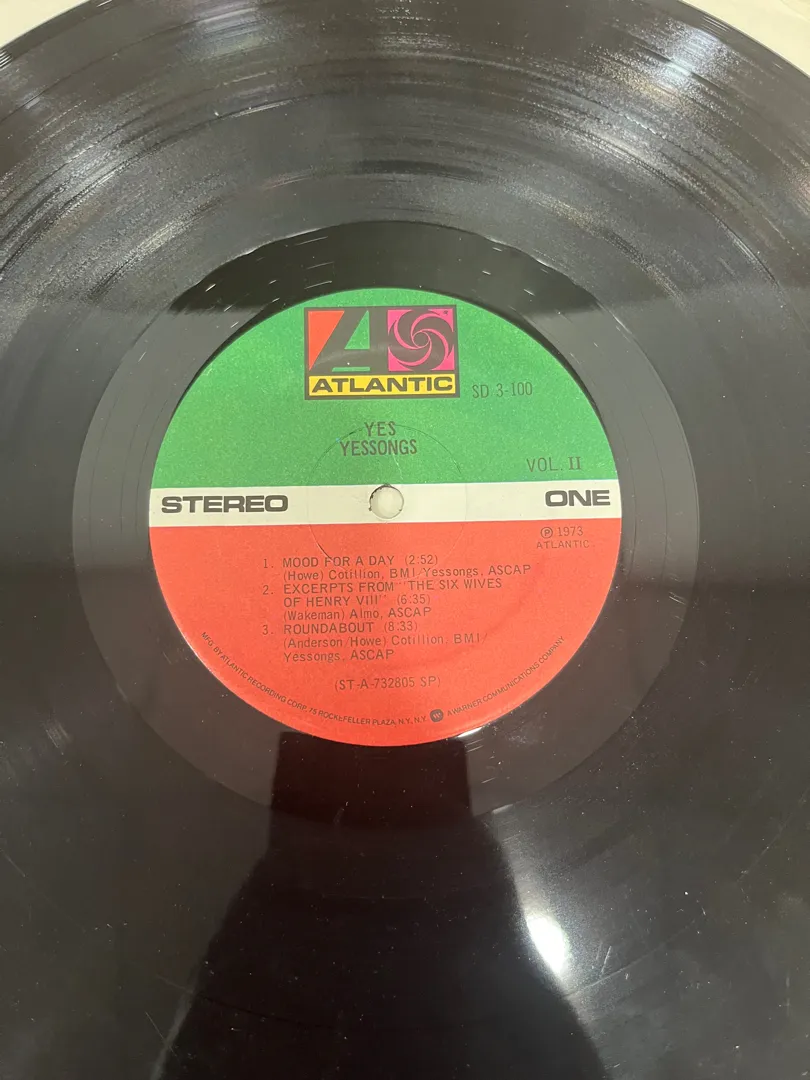 ATLANTIC
SD 3-100
YES
YESSONGS
VOL. II
STEREO
ONE
℗ 1973
ATLANTIC
1. MOOD FOR A DAY (2:52)
(Howe) Cotillion, BMI/Yessongs, ASCAP
2. EXCERPTS FROM "THE SIX WIVES
OF HENRY VIII" (6:35)
(Wakeman) Almo, ASCAP
3. ROUNDABOUT (8:33)
(Anderson/Howe) Cotillion, BMI/
Yessongs, ASCAP
(ST-A-732805 SP)
MFG. BY ATLANTIC RECORDING CORP., 75 ROCKEFELLER PLAZA, N.Y., N.Y. A WARNER COMMUNICATIONS COMPANY